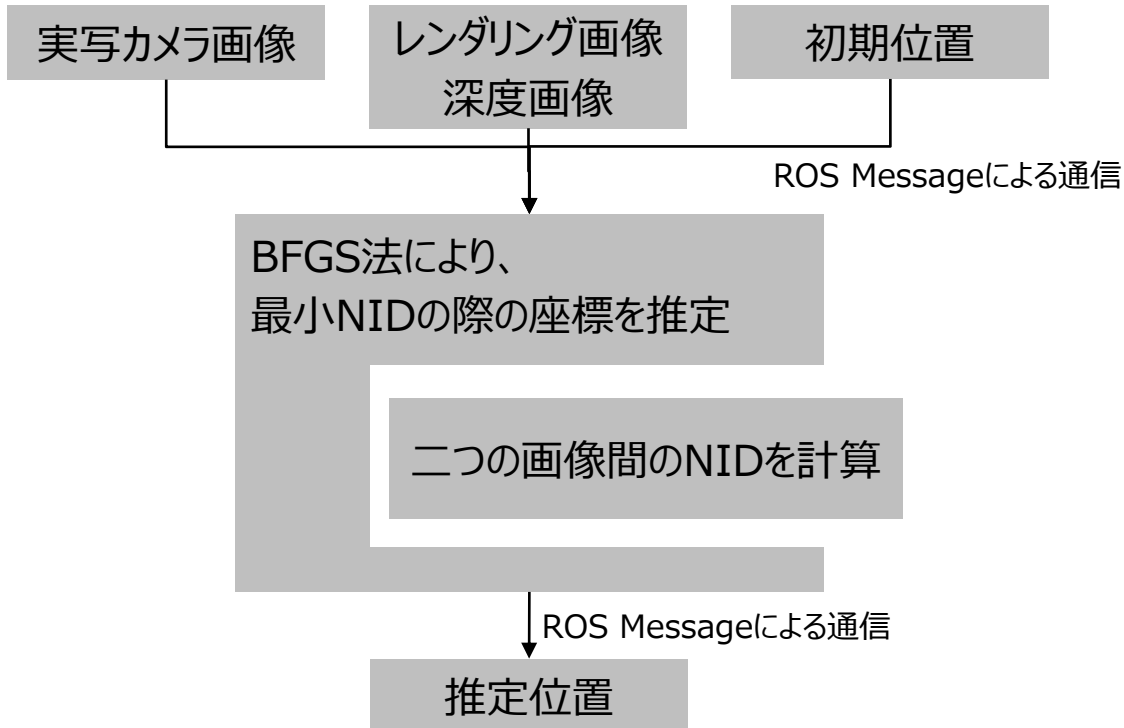 実写カメラ画像
レンダリング画像
深度画像
初期位置
ROS Messageによる通信
BFGS法により、
最小NIDの際の座標を推定
二つの画像間のNIDを計算
ROS Messageによる通信
推定位置